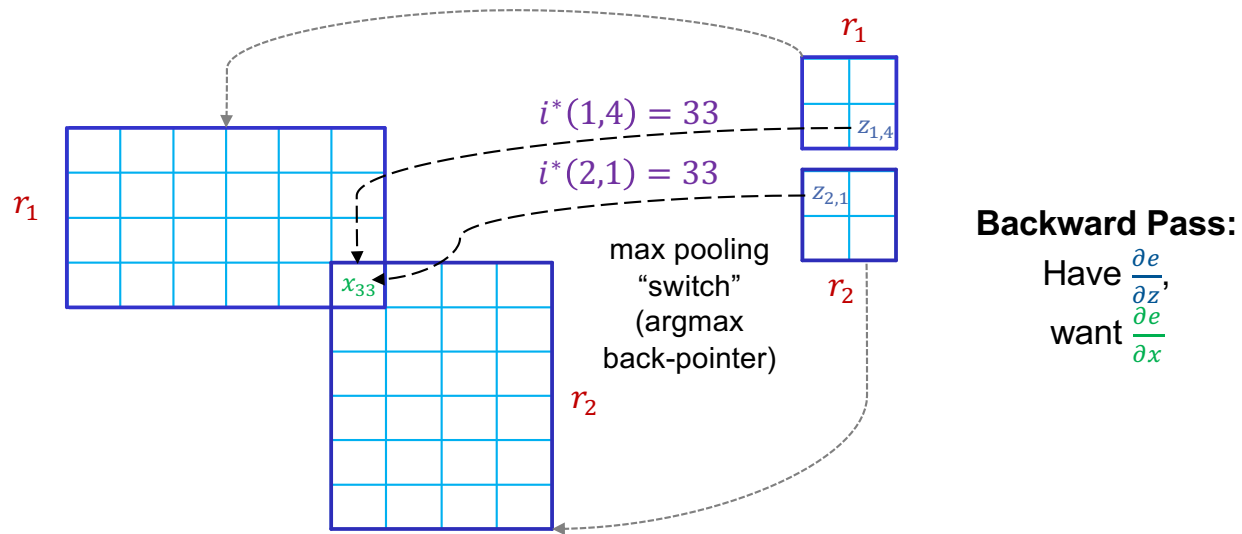 r₁
i*(1,4) = 33
z₁,₄
i*(2,1) = 33
z₂,₁
r₁
x₃₃
max pooling
“switch”
(argmax
back-pointer)
r₂
r₂
Backward Pass:
Have ∂e/∂z,
want ∂e/∂x